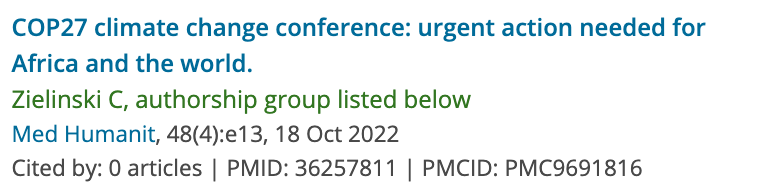 COP27 climate change conference: urgent action needed for
Africa and the world.
Zielinski C, authorship group listed below
Med Humanit, 48(4):e13, 18 Oct 2022
Cited by: 0 articles | PMID: 36257811 | PMCID: PMC9691816